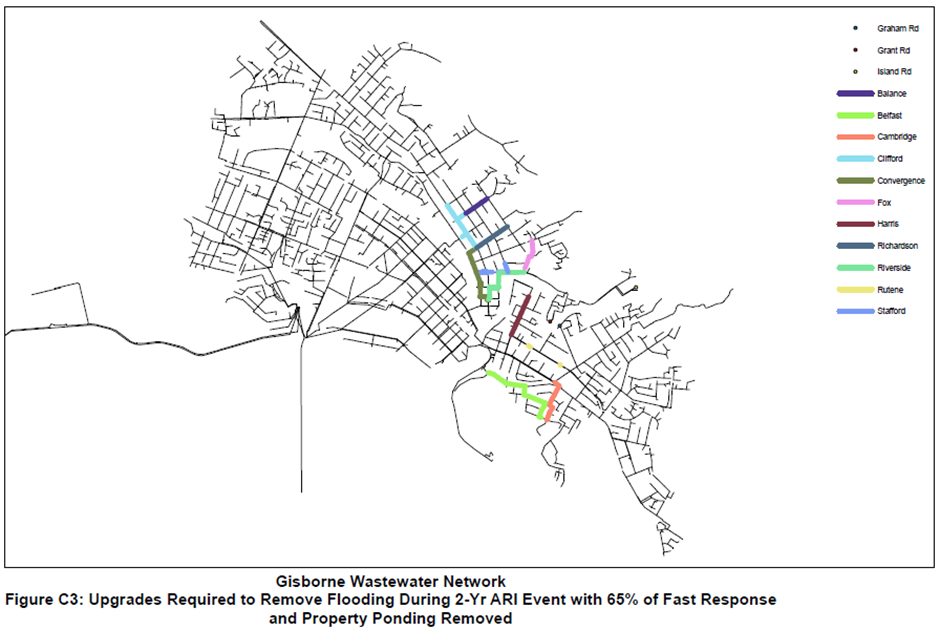 Graham Rd
Grant Rd
Island Rd
Balance
Belfast
Cambridge
Clifford
Convergence
Fox
Harris
Richardson
Riverside
Rutene
Stafford
Gisborne Wastewater Network
Figure C3: Upgrades Required to Remove Flooding During 2-Yr ARI Event with 65% of Fast Response
and Property Ponding Removed